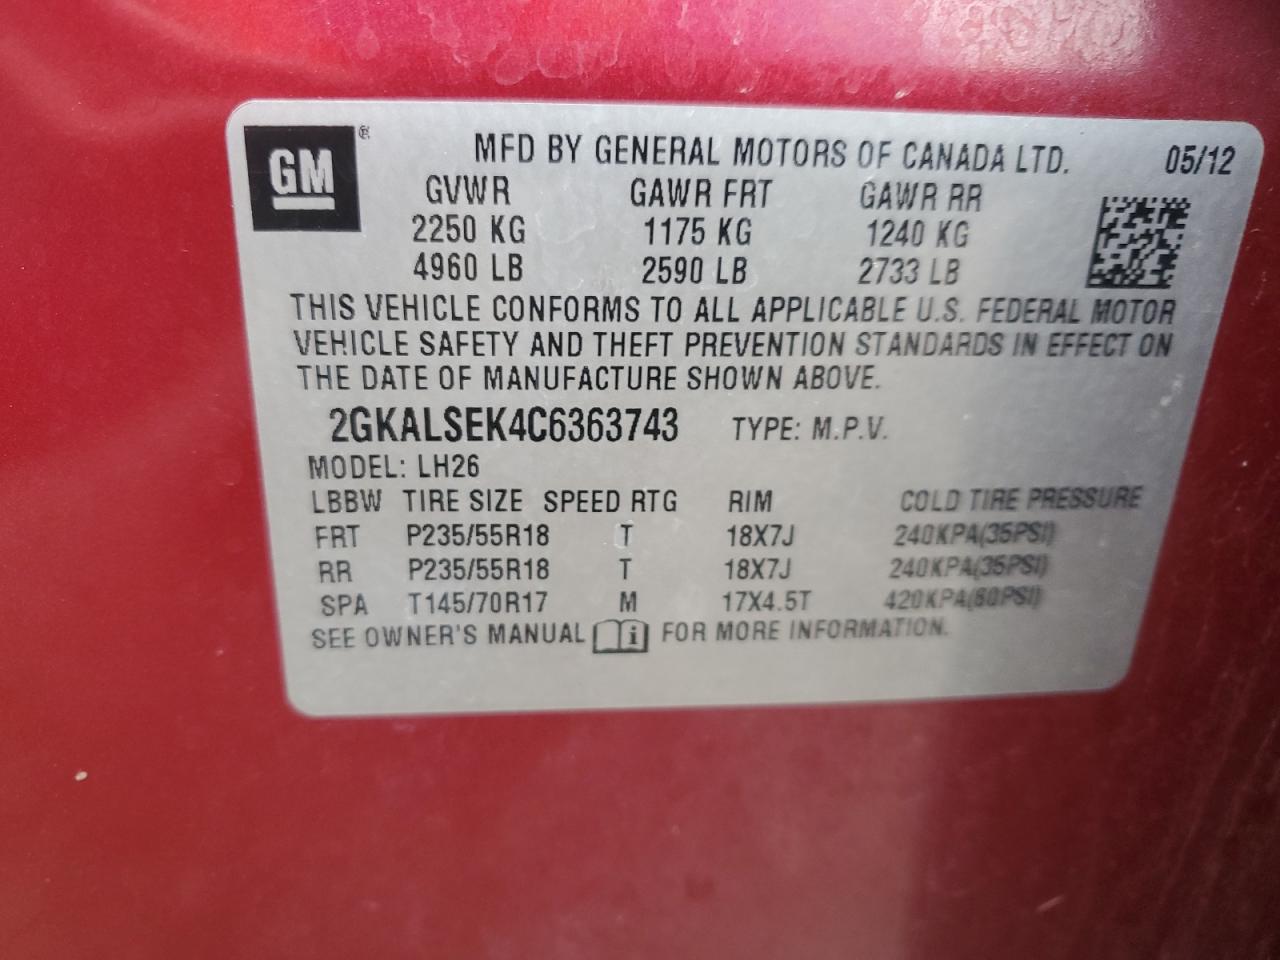 GM ®
MFD BY GENERAL MOTORS OF CANADA LTD. 05/12
GVWR GAWR FRT GAWR RR
2250 KG 1175 KG 1240 KG
4960 LB 2590 LB 2733 LB
THIS VEHICLE CONFORMS TO ALL APPLICABLE U.S. FEDERAL MOTOR
VEHICLE SAFETY AND THEFT PREVENTION STANDARDS IN EFFECT ON
THE DATE OF MANUFACTURE SHOWN ABOVE.
2GKALSEK4C6363743 TYPE: M.P.V.
MODEL: LH26
LBBW TIRE SIZE SPEED RTG RIM COLD TIRE PRESSURE
FRT P235/55R18 T 18X7J 240KPA(35PSI)
RR P235/55R18 T 18X7J 240KPA(35PSI)
SPA T145/70R17 M 17X4.5T 420KPA(60PSI)
SEE OWNER'S MANUAL i FOR MORE INFORMATION.